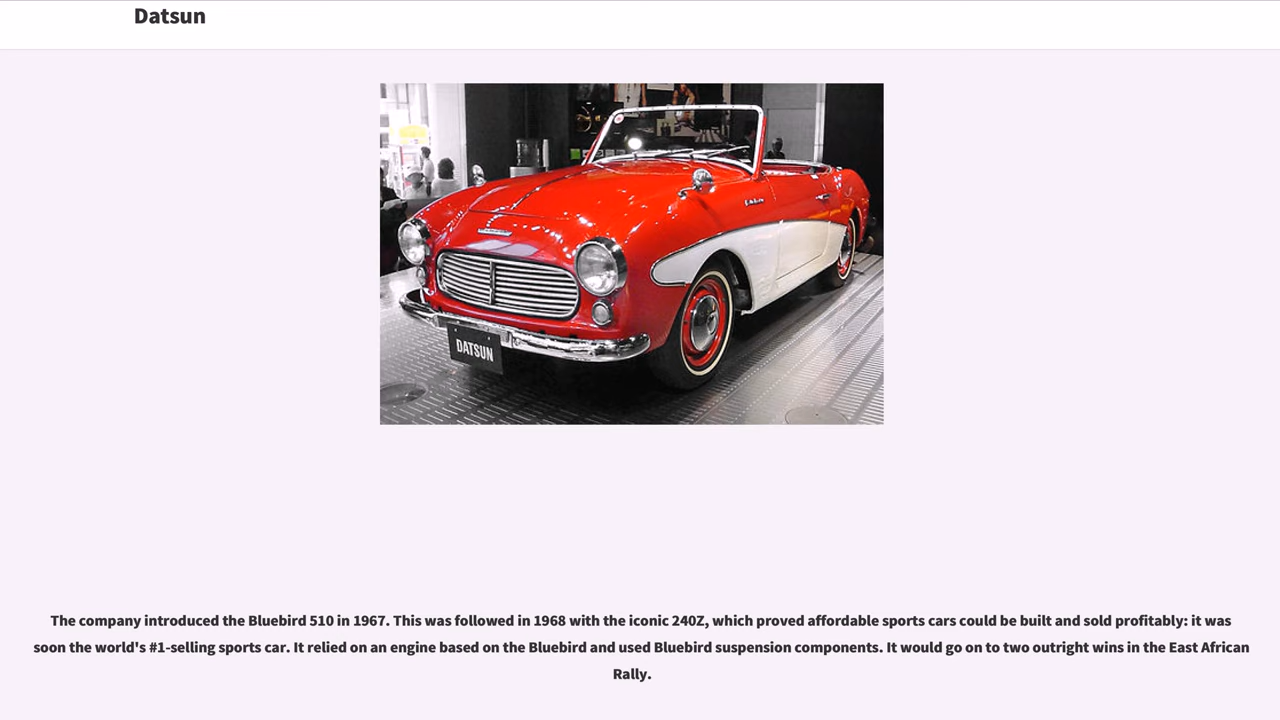 Datsun
DATSUN
The company introduced the Bluebird 510 in 1967. This was followed in 1968 with the iconic 240Z, which proved affordable sports cars could be built and sold profitably: it was
soon the world's #1-selling sports car. It relied on an engine based on the Bluebird and used Bluebird suspension components. It would go on to two outright wins in the East African
Rally.